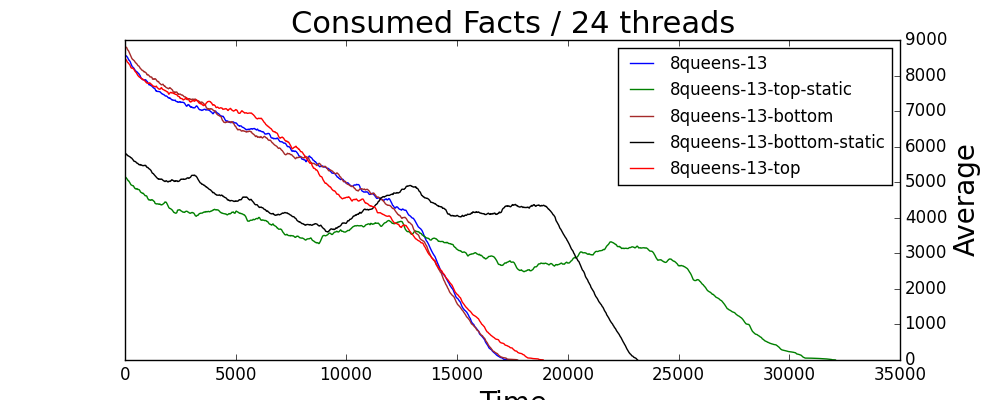 Consumed Facts / 24 threads
8queens-13
8queens-13-top-static
8queens-13-bottom
8queens-13-bottom-static
8queens-13-top
9000
8000
7000
6000
5000
4000
3000
2000
1000
0
Average
0 5000 10000 15000 20000 25000 30000 35000
Time